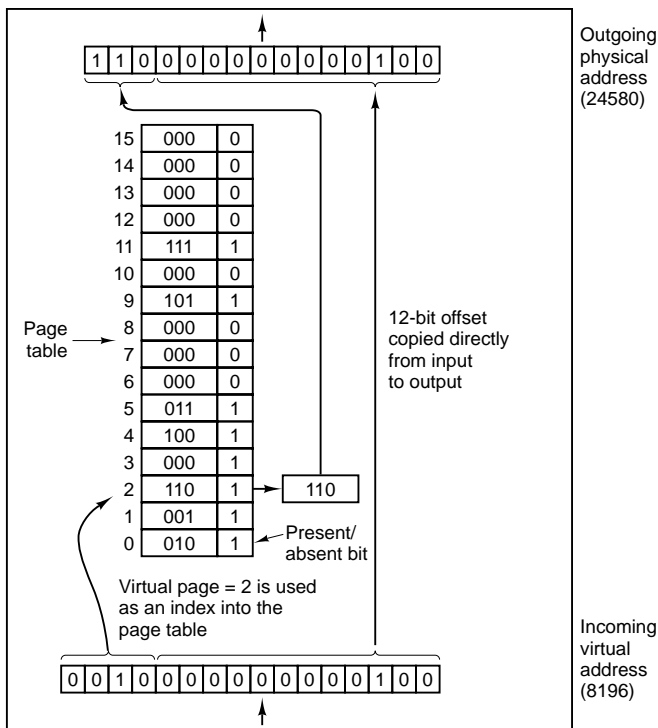 Outgoing
physical
address
(24580)
1 1 0 0 0 0 0 0 0 0 0 0 1 0 0
15 000 0
14 000 0
13 000 0
12 000 0
11 111 1
10 000 0
9 101 1
8 000 0
7 000 0
6 000 0
5 011 1
4 100 1
3 000 1
2 110 1
1 001 1
0 010 1
Page
table
110
Present/
absent bit
12-bit offset
copied directly
from input
to output
Virtual page = 2 is used
as an index into the
page table
0 0 1 0 0 0 0 0 0 0 0 0 0 1 0 0
Incoming
virtual
address
(8196)